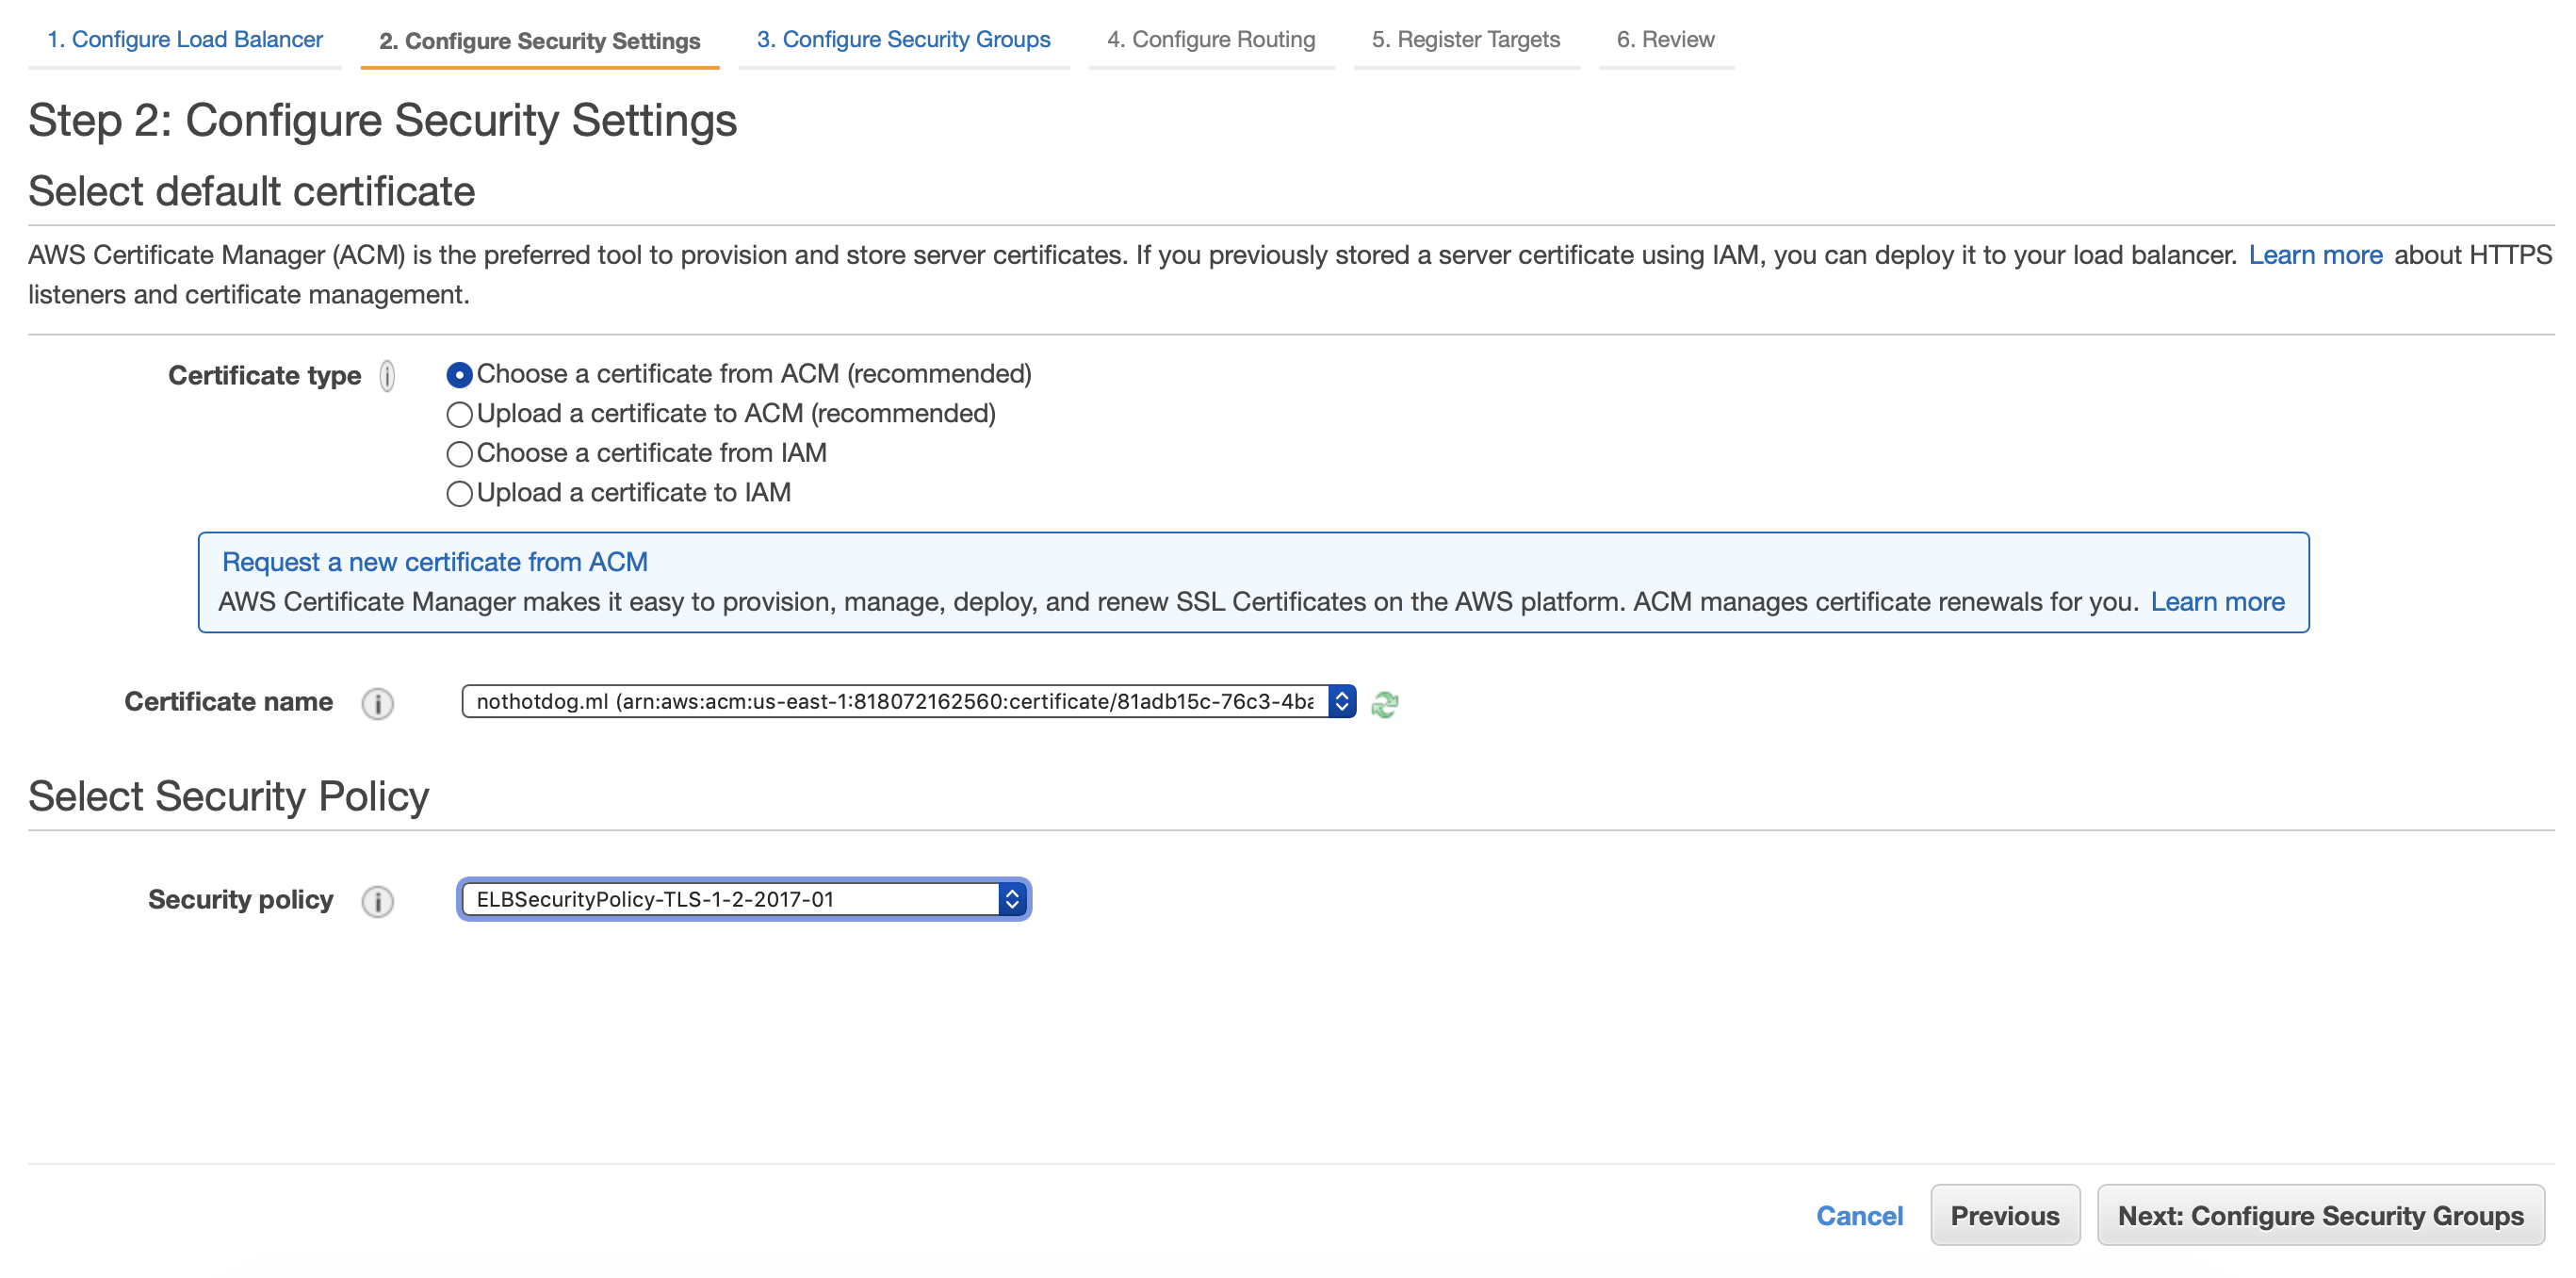 1. Configure Load Balancer 2. Configure Security Settings 3. Configure Security Groups 4. Configure Routing 5. Register Targets 6. Review
Step 2: Configure Security Settings
Select default certificate
AWS Certificate Manager (ACM) is the preferred tool to provision and store server certificates. If you previously stored a server certificate using IAM, you can deploy it to your load balancer. Learn more about HTTPS
listeners and certificate management.
Certificate type i Choose a certificate from ACM (recommended)
Upload a certificate to ACM (recommended)
Choose a certificate from IAM
Upload a certificate to IAM
Request a new certificate from ACM
AWS Certificate Manager makes it easy to provision, manage, deploy, and renew SSL Certificates on the AWS platform. ACM manages certificate renewals for you. Learn more
Certificate name i nothotdog.ml (arn:aws:acm:us-east-1:818072162560:certificate/81adb15c-76c3-4ba
Select Security Policy
Security policy i ELBSecurityPolicy-TLS-1-2-2017-01
Cancel Previous Next: Configure Security Groups